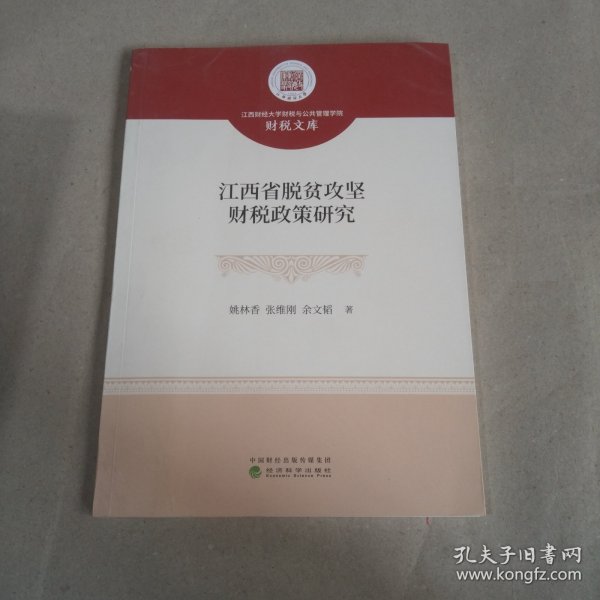 江西财经大学财税与公共管理学院
财税文库
江西省脱贫攻坚
财税政策研究
姚林香 张维刚 余文韬 著
中国财经出版传媒集团
经济科学出版社
Economic Science Press
孔夫子旧书网
www.kongfz.com